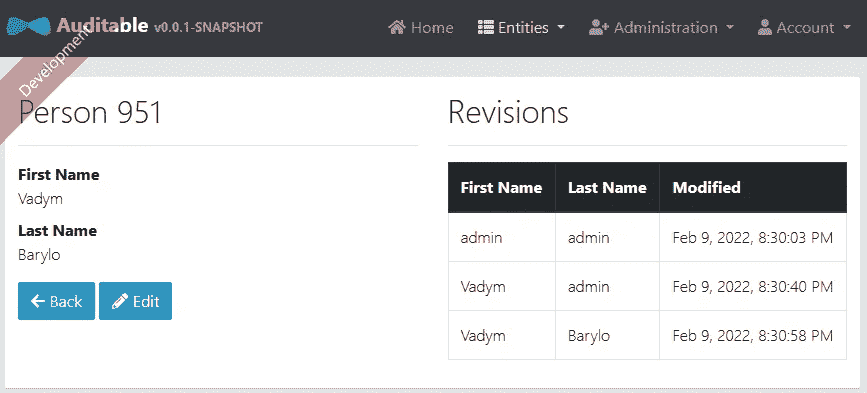 Auditable v0.0.1-SNAPSHOT Home Entities Administration Account
Development
Person 951
First Name
Vadym
Last Name
Barylo
Back Edit
Revisions
First Name Last Name Modified
admin admin Feb 9, 2022, 8:30:03 PM
Vadym admin Feb 9, 2022, 8:30:40 PM
Vadym Barylo Feb 9, 2022, 8:30:58 PM